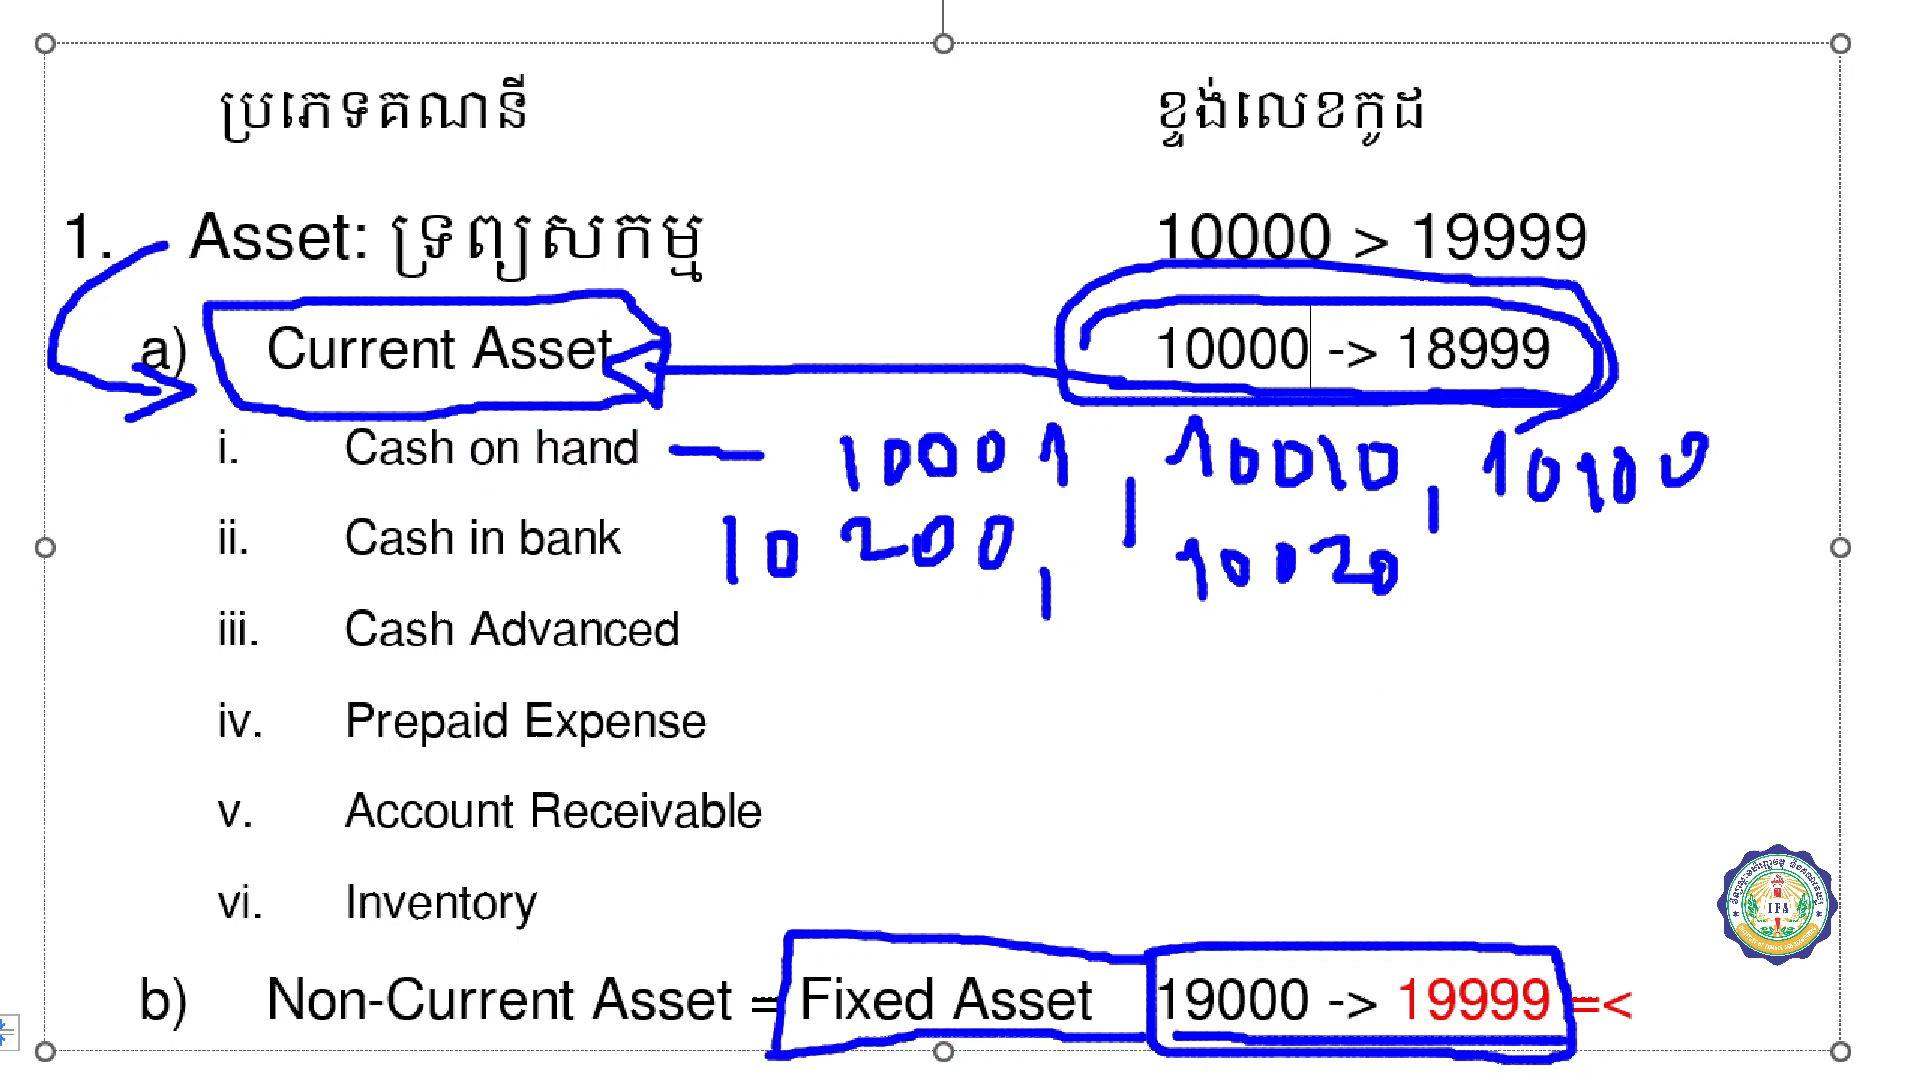 ប្រភេទគណនី ខ្ទង់លេខកូដ
1. Asset: ទ្រព្យសកម្ម 10000 > 19999
a) Current Asset 10000 -> 18999
i. Cash on hand — 10001, 10010, 10100
ii. Cash in bank 10200, 10020
iii. Cash Advanced
iv. Prepaid Expense
v. Account Receivable
vi. Inventory
IFA
b) Non-Current Asset = Fixed Asset 19000 -> 19999 =<